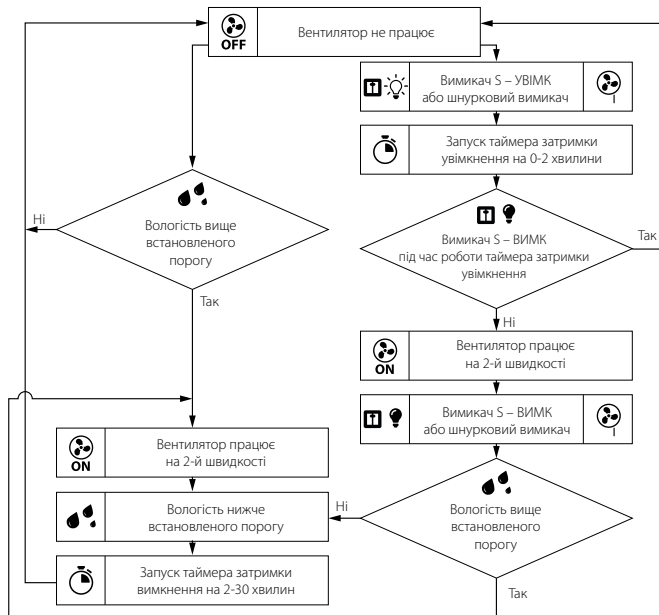 OFF
Вентилятор не працює
Вимикач S – УВІМК
або шнурковий вимикач
Запуск таймера затримки
увімкнення на 0-2 хвилини
Ні
Вологість вище
встановленого
порогу
Так
Вимикач S – ВИМК
під час роботи таймера затримки
увімкнення
Так
Ні
ON
Вентилятор працює
на 2-й швидкості
Вимикач S – ВИМК
або шнурковий вимикач
ON
Вентилятор працює
на 2-й швидкості
Вологість нижче
встановленого порогу
Ні
Вологість вище
встановленого
порогу
Так
Запуск таймера затримки
вимкнення на 2-30 хвилин